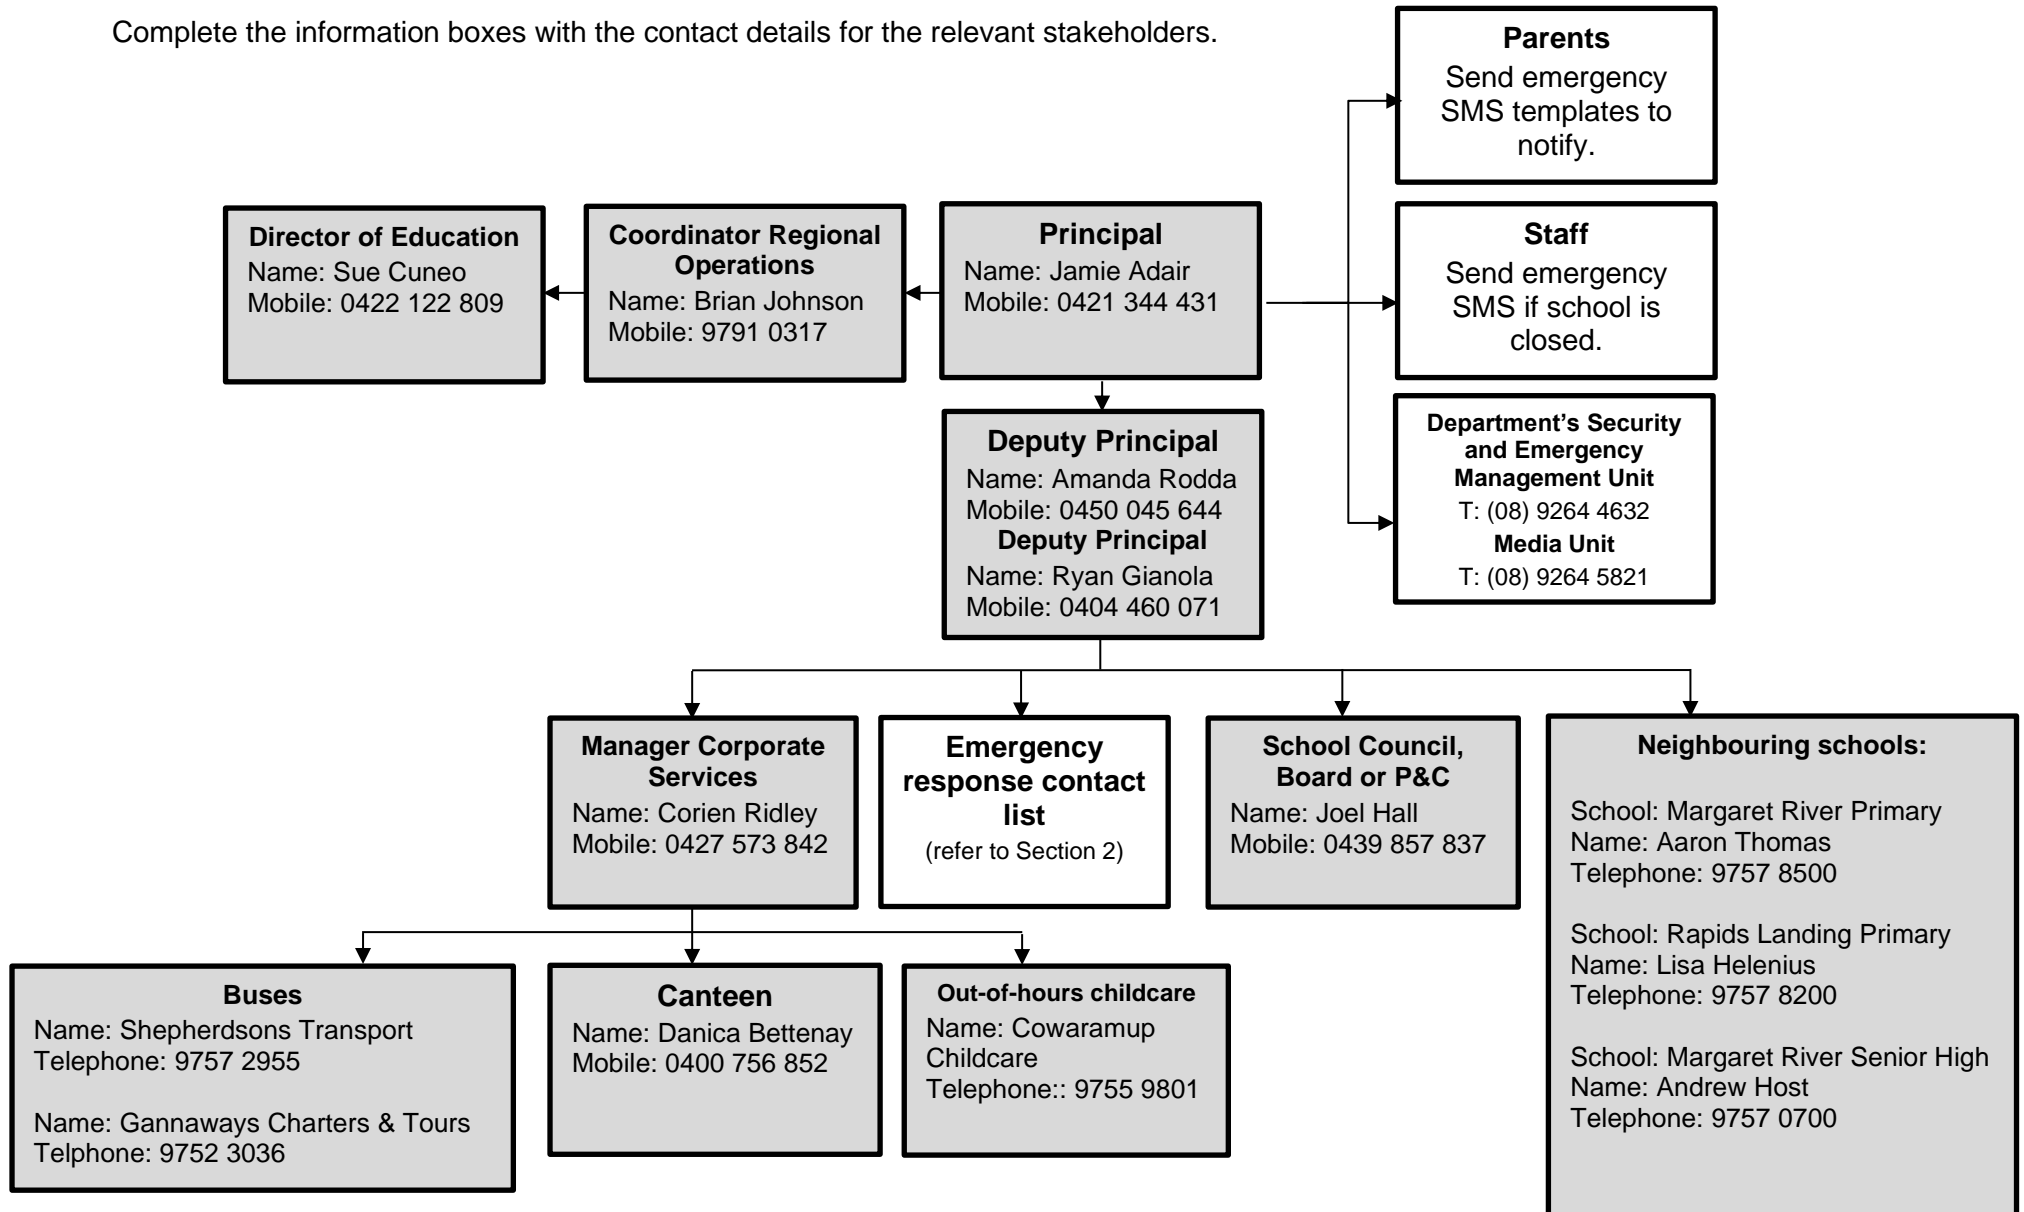 Complete the information boxes with the contact details for the relevant stakeholders.
Parents
Send emergency
SMS templates to
notify.
Director of Education
Name: Sue Cuneo
Mobile: 0422 122 809
Coordinator Regional
Operations
Name: Brian Johnson
Mobile: 9791 0317
Principal
Name: Jamie Adair
Mobile: 0421 344 431
Staff
Send emergency
SMS if school is
closed.
Deputy Principal
Name: Amanda Rodda
Mobile: 0450 045 644
Deputy Principal
Name: Ryan Gianola
Mobile: 0404 460 071
Department’s Security
and Emergency
Management Unit
T: (08) 9264 4632
Media Unit
T: (08) 9264 5821
Manager Corporate
Services
Name: Corien Ridley
Mobile: 0427 573 842
Emergency
response contact
list
(refer to Section 2)
School Council,
Board or P&C
Name: Joel Hall
Mobile: 0439 857 837
Neighbouring schools:
School: Margaret River Primary
Name: Aaron Thomas
Telephone: 9757 8500
School: Rapids Landing Primary
Name: Lisa Helenius
Telephone: 9757 8200
School: Margaret River Senior High
Name: Andrew Host
Telephone: 9757 0700
Buses
Name: Shepherdsons Transport
Telephone: 9757 2955
Name: Gannaways Charters & Tours
Telphone: 9752 3036
Canteen
Name: Danica Bettenay
Mobile: 0400 756 852
Out-of-hours childcare
Name: Cowaramup
Childcare
Telephone:: 9755 9801